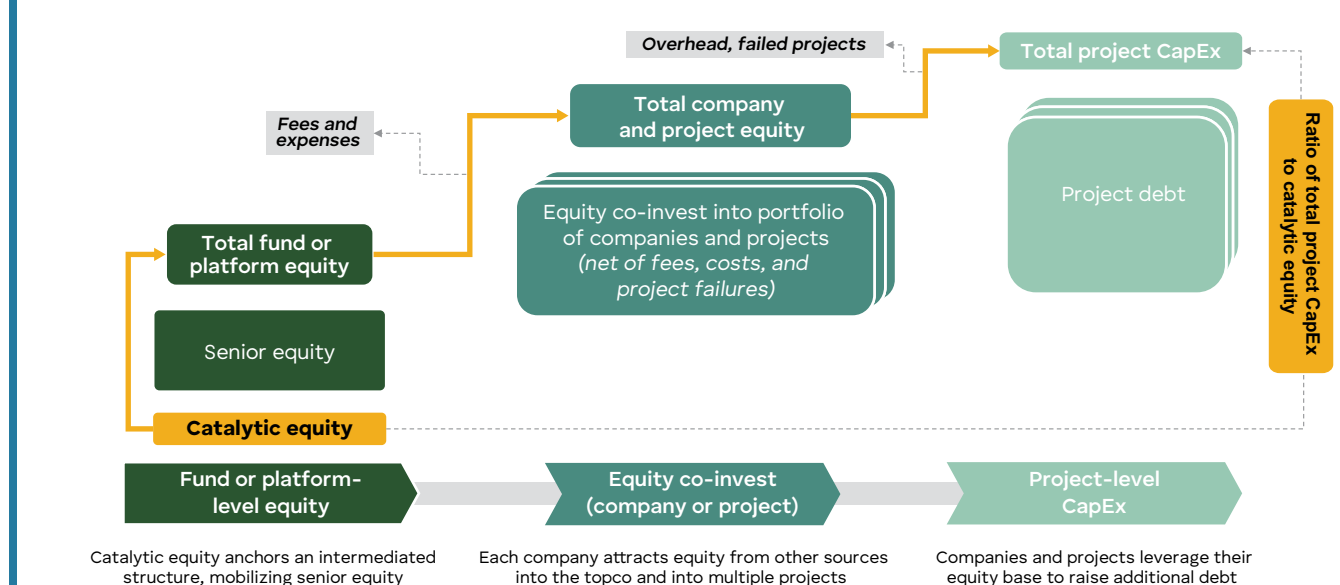 Overhead, failed projects
Total project CapEx
Total company
and project equity
Fees and
expenses
Ratio of total project CapEx
to catalytic equity
Equity co-invest into portfolio
of companies and projects
(net of fees, costs, and
project failures)
Project debt
Total fund or
platform equity
Senior equity
Catalytic equity
Fund or platform-
level equity
Equity co-invest
(company or project)
Project-level
CapEx
Catalytic equity anchors an intermediated
structure, mobilizing senior equity
Each company attracts equity from other sources
into the topco and into multiple projects
Companies and projects leverage their
equity base to raise additional debt